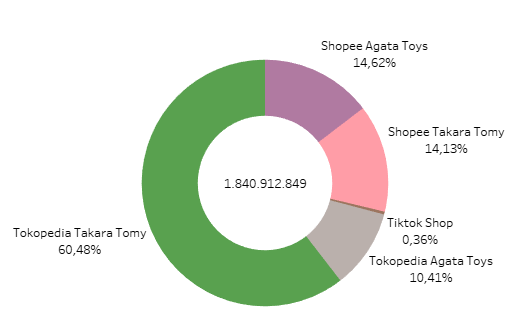 Shopee Agata Toys
14,62%
Shopee Takara Tomy
14,13%
1.840.912.849
Tiktok Shop
0,36%
Tokopedia Takara Tomy
60,48%
Tokopedia Agata Toys
10,41%